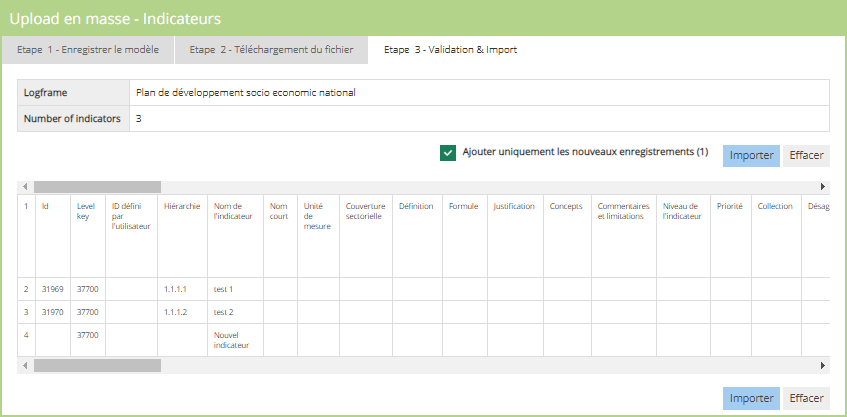 Upload en masse - Indicateurs
Etape 1 - Enregistrer le modèle
Etape 2 - Téléchargement du fichier
Etape 3 - Validation & Import
Logframe
Plan de développement socio economic national
Number of indicators
3
Ajouter uniquement les nouveaux enregistrements (1)
Importer
Effacer
1
Id
Level
key
ID défini
par
l'utilisateur
Hiérarchie
Nom de
l'indicateur
Nom
court
Unité
de
mesure
Couverture
sectorielle
Définition
Formule
Justification
Concepts
Commentaires
et limitations
Niveau de
l'indicateur
Priorité
Collection
Désag
2
31969
37700
1.1.1.1
test 1
3
31970
37700
1.1.1.2
test 2
4
37700
Nouvel
indicateur
Importer
Effacer